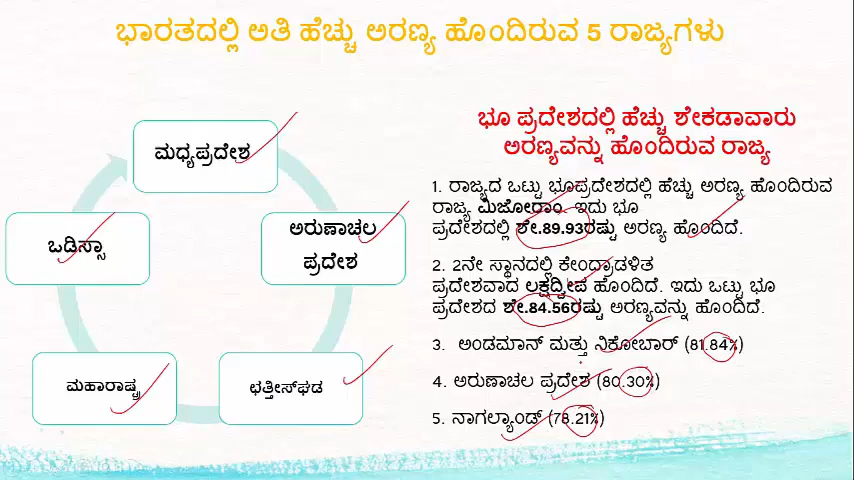 ಭಾರತದಲ್ಲಿ ಅತಿ ಹೆಚ್ಚು ಅರಣ್ಯ ಹೊಂದಿರುವ 5 ರಾಜ್ಯಗಳು
ಮಧ್ಯಪ್ರದೇಶ
ಅರುಣಾಚಲ
ಪ್ರದೇಶ
ಛತ್ತೀಸ್‌ಘಡ
ಮಹಾರಾಷ್ಟ್ರ
ಒಡಿಸ್ಸಾ
ಭೂ ಪ್ರದೇಶದಲ್ಲಿ ಹೆಚ್ಚು ಶೇಕಡಾವಾರು
ಅರಣ್ಯವನ್ನು ಹೊಂದಿರುವ ರಾಜ್ಯ
1. ರಾಜ್ಯದ ಒಟ್ಟು ಭೂಪ್ರದೇಶದಲ್ಲಿ ಹೆಚ್ಚು ಅರಣ್ಯ ಹೊಂದಿರುವ
ರಾಜ್ಯ ಮಿಜೋರಾಂ. ಇದು ಭೂ
ಪ್ರದೇಶದಲ್ಲಿ ಶೇ.89.93ರಷ್ಟು ಅರಣ್ಯ ಹೊಂದಿದೆ.
2. 2ನೇ ಸ್ಥಾನದಲ್ಲಿ ಕೇಂದ್ರಾಡಳಿತ
ಪ್ರದೇಶವಾದ ಲಕ್ಷದ್ವೀಪ ಹೊಂದಿದೆ. ಇದು ಒಟ್ಟು ಭೂ
ಪ್ರದೇಶದ ಶೇ.84.56ರಷ್ಟು ಅರಣ್ಯವನ್ನು ಹೊಂದಿದೆ.
3. ಅಂಡಮಾನ್ ಮತ್ತು ನಿಕೋಬಾರ್ (81.84%)
4. ಅರುಣಾಚಲ ಪ್ರದೇಶ (80.30%)
5. ನಾಗಲ್ಯಾಂಡ್ (78.21%)